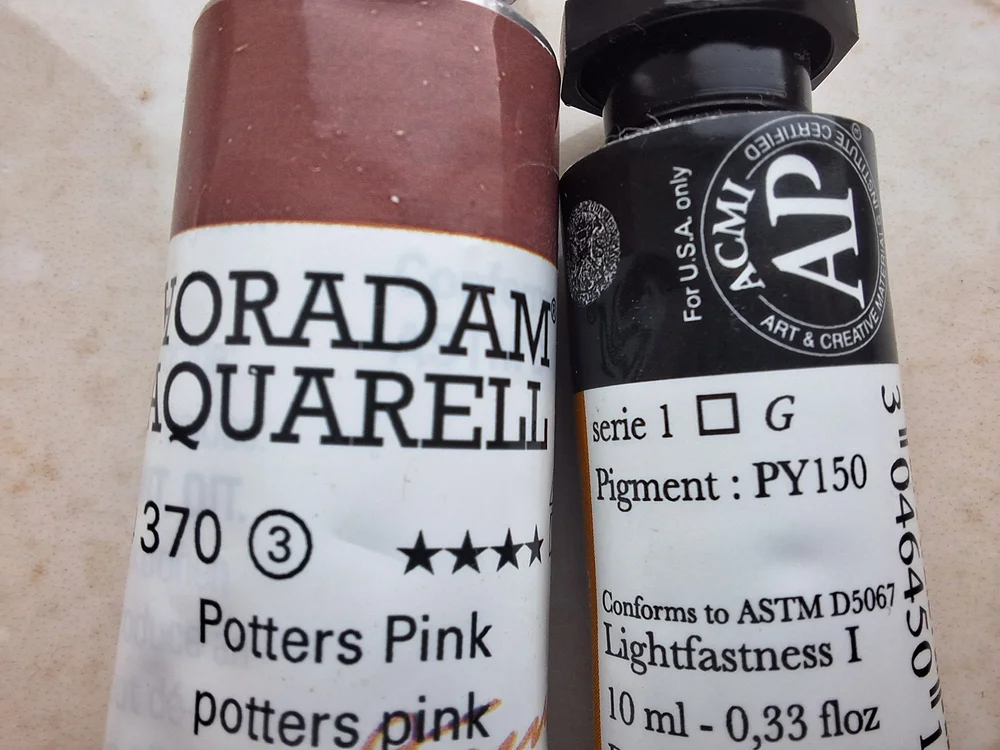 HORADAM®
AQUARELL
370 3 ★★★★
Potters Pink
potters pink
For U.S.A. only
ACMI
AP
ART & CREATIVE MATERIALS INSTITUTE CERTIFIED
serie 1 □ G
Pigment : PY150
Conforms to ASTM D5067
Lightfastness I
10 ml - 0,33 floz